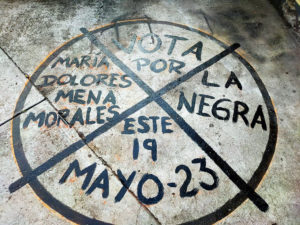 VOTA
POR
MARIA
DOLORES
MENA
MORALES
LA
NEGRA
ESTE
19
MAYO-23